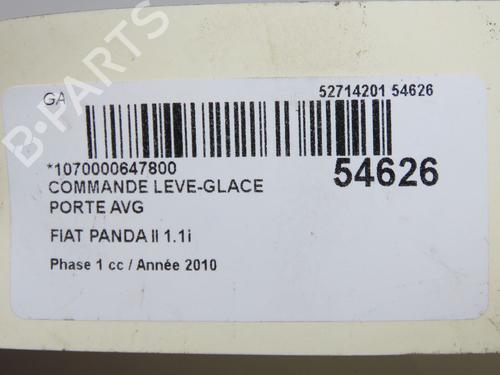 GA
52714201 54626
*1070000647800
54626
COMMANDE LEVE-GLACE
PORTE AVG
FIAT PANDA II 1.1i
Phase 1 cc / Année 2010
B-PARTS